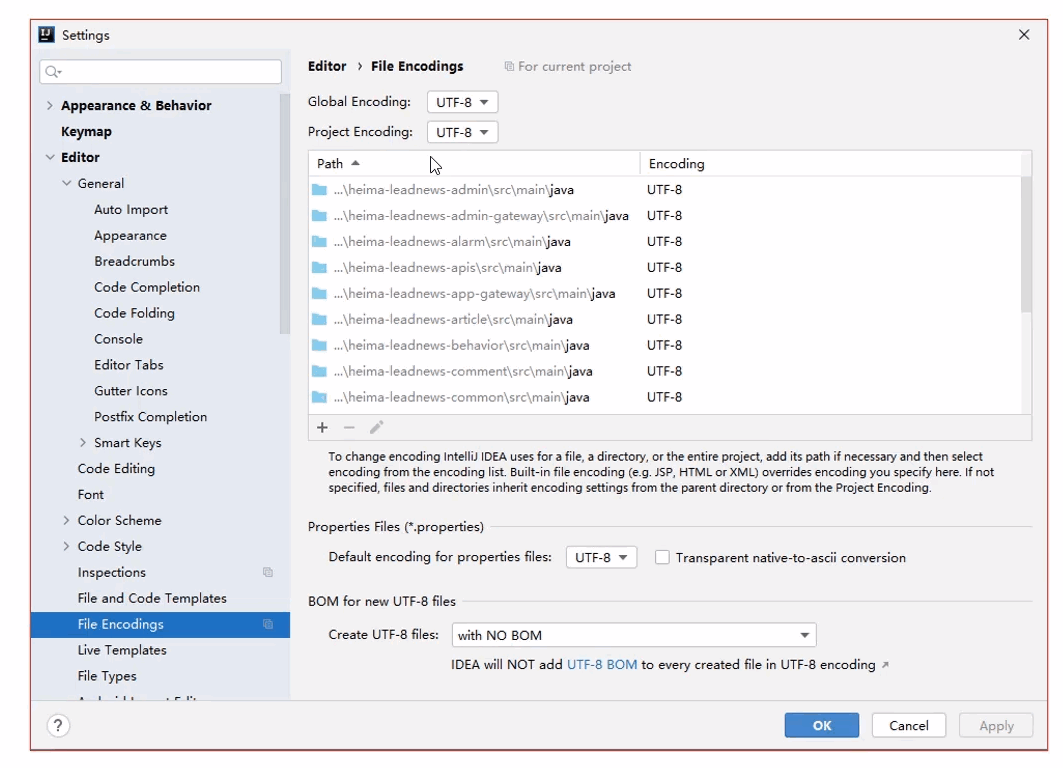 Settings
Appearance & Behavior
Keymap
Editor
General
Auto Import
Appearance
Breadcrumbs
Code Completion
Code Folding
Console
Editor Tabs
Gutter Icons
Postfix Completion
Smart Keys
Code Editing
Font
Color Scheme
Code Style
Inspections
File and Code Templates
File Encodings
Live Templates
File Types
Editor › File Encodings For current project
Global Encoding: UTF-8
Project Encoding: UTF-8
Path Encoding
...\heima-leadnews-admin\src\main\java UTF-8
...\heima-leadnews-admin-gateway\src\main\java UTF-8
...\heima-leadnews-alarm\src\main\java UTF-8
...\heima-leadnews-apis\src\main\java UTF-8
...\heima-leadnews-app-gateway\src\main\java UTF-8
...\heima-leadnews-article\src\main\java UTF-8
...\heima-leadnews-behavior\src\main\java UTF-8
...\heima-leadnews-comment\src\main\java UTF-8
...\heima-leadnews-common\src\main\java UTF-8
To change encoding IntelliJ IDEA uses for a file, a directory, or the entire project, add its path if necessary and then select
encoding from the encoding list. Built-in file encoding (e.g. JSP, HTML or XML) overrides encoding you specify here. If not
specified, files and directories inherit encoding settings from the parent directory or from the Project Encoding.
Properties Files (*.properties)
Default encoding for properties files: UTF-8 Transparent native-to-ascii conversion
BOM for new UTF-8 files
Create UTF-8 files: with NO BOM
IDEA will NOT add UTF-8 BOM to every created file in UTF-8 encoding ↗
? OK Cancel Apply